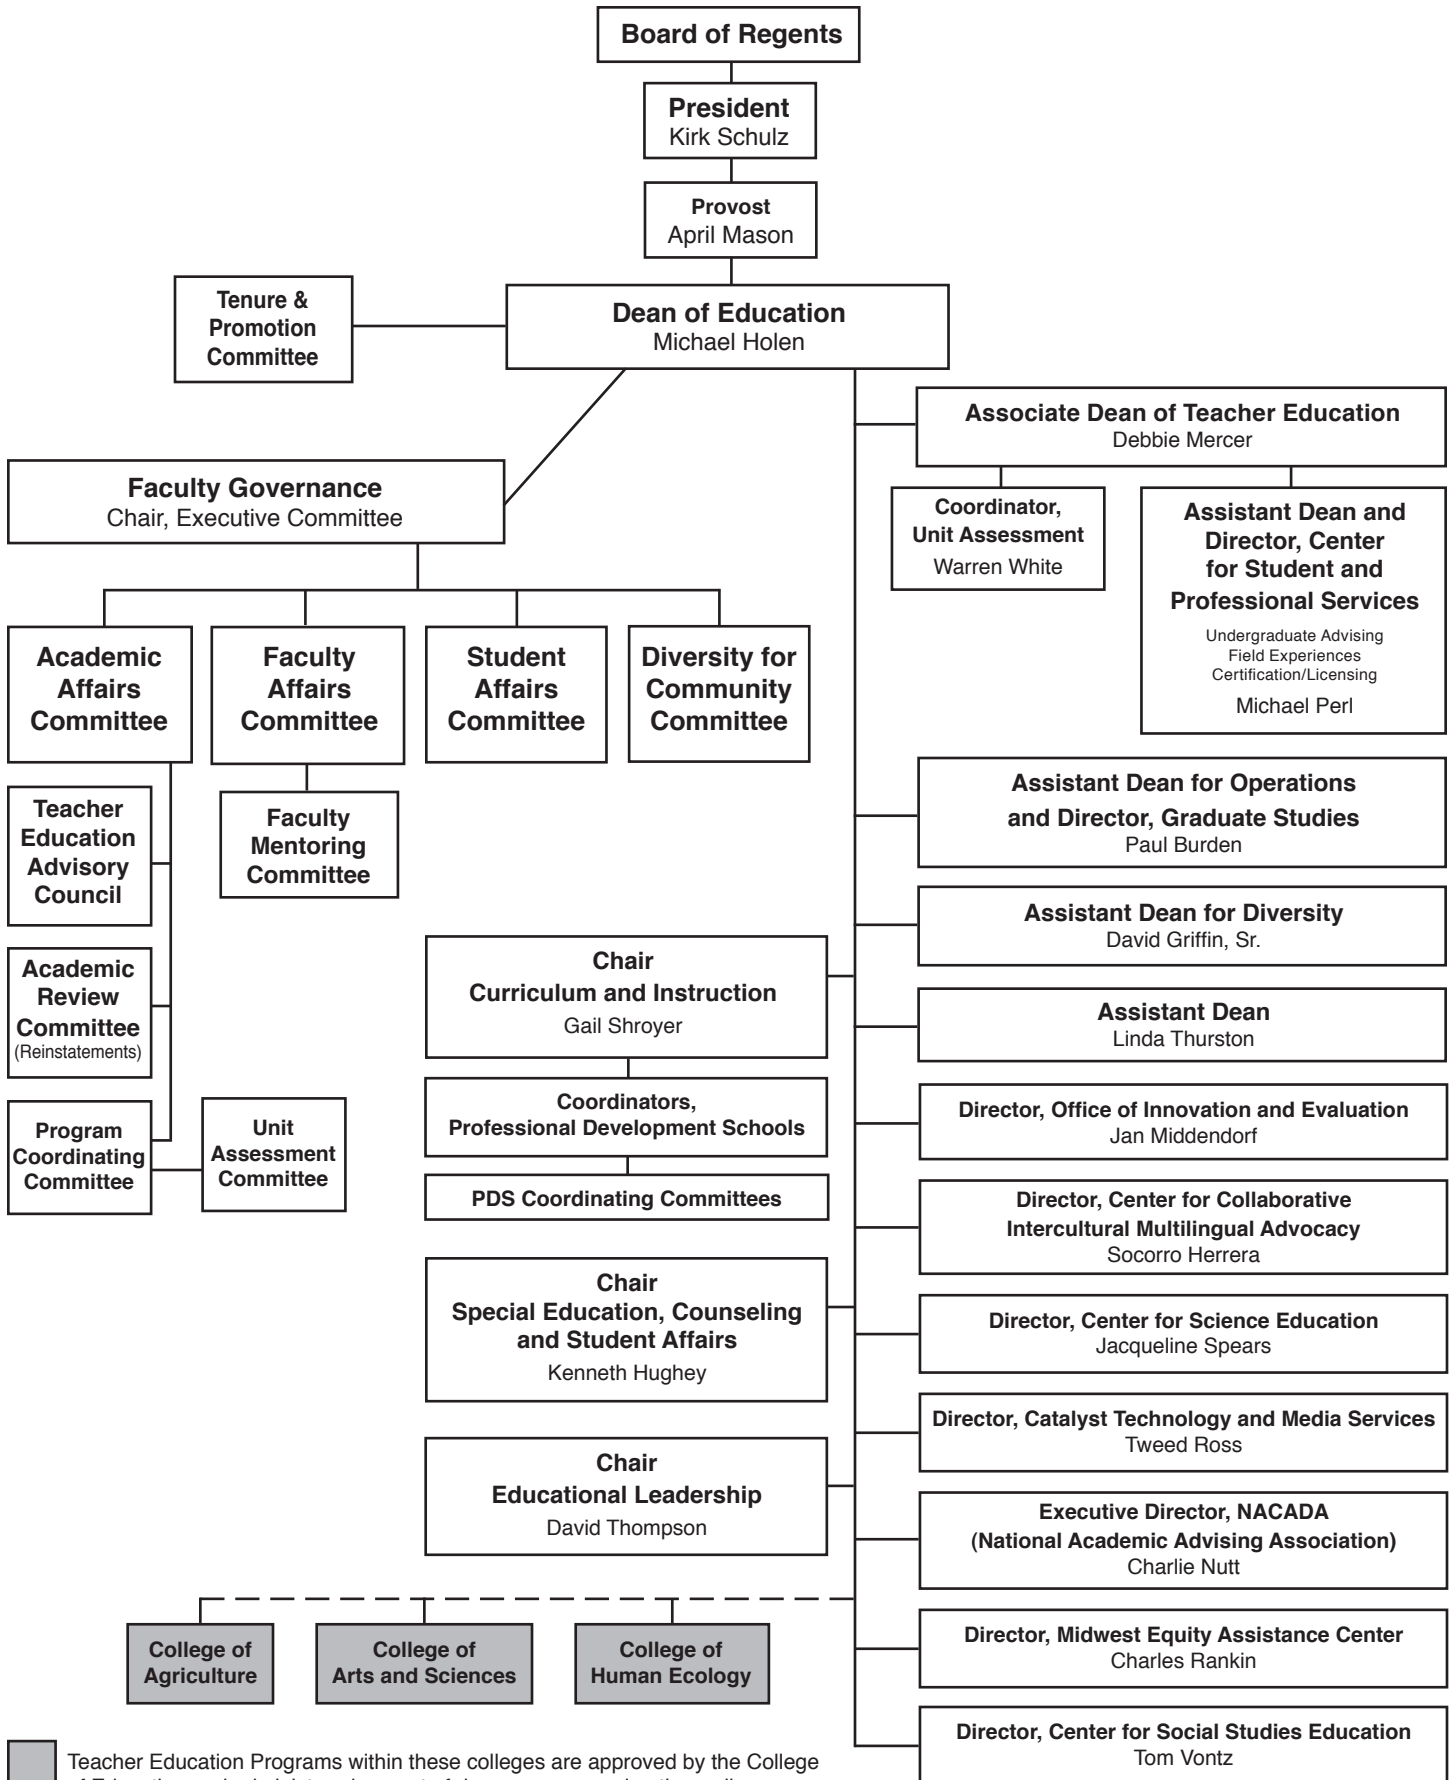 Board of Regents
President
Kirk Schulz
Provost
April Mason
Tenure &
Promotion
Committee
Dean of Education
Michael Holen
Associate Dean of Teacher Education
Debbie Mercer
Faculty Governance
Chair, Executive Committee
Coordinator,
Unit Assessment
Warren White
Assistant Dean and
Director, Center
for Student and
Professional Services
Undergraduate Advising
Field Experiences
Certification/Licensing
Michael Perl
Academic
Affairs
Committee
Faculty
Affairs
Committee
Student
Affairs
Committee
Diversity for
Community
Committee
Teacher
Education
Advisory
Council
Faculty
Mentoring
Committee
Academic
Review
Committee
(Reinstatements)
Program
Coordinating
Committee
Unit
Assessment
Committee
Chair
Curriculum and Instruction
Gail Shroyer
Coordinators,
Professional Development Schools
PDS Coordinating Committees
Chair
Special Education, Counseling
and Student Affairs
Kenneth Hughey
Chair
Educational Leadership
David Thompson
Assistant Dean for Operations
and Director, Graduate Studies
Paul Burden
Assistant Dean for Diversity
David Griffin, Sr.
Assistant Dean
Linda Thurston
Director, Office of Innovation and Evaluation
Jan Middendorf
Director, Center for Collaborative
Intercultural Multilingual Advocacy
Socorro Herrera
Director, Center for Science Education
Jacqueline Spears
Director, Catalyst Technology and Media Services
Tweed Ross
Executive Director, NACADA
(National Academic Advising Association)
Charlie Nutt
Director, Midwest Equity Assistance Center
Charles Rankin
Director, Center for Social Studies Education
Tom Vontz
College of
Agriculture
College of
Arts and Sciences
College of
Human Ecology
Teacher Education Programs within these colleges are approved by the College